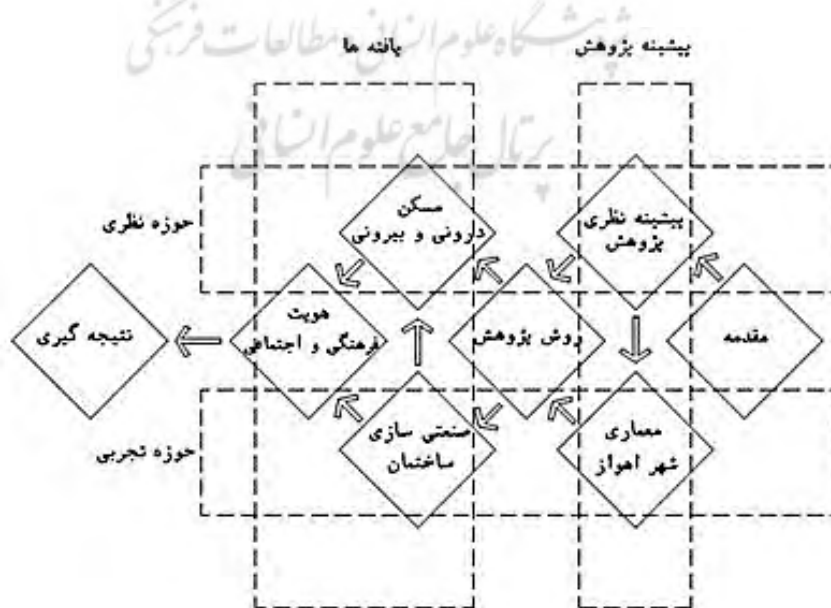 پژوهشگاه علوم انسانی و مطالعات فرهنگی
پرتال جامع علوم انسانی
پیشینه پژوهش
یافته ها
حوزه نظری
حوزه تجربی
مقدمه
پیشینه نظری
پژوهش
معماری
شهر اهواز
روش پژوهش
مسکن
دارونی و بیرونی
صنعتی سازی
ساختمان
هویت
فرهنگی و اجتماعی
نتیجه گیری